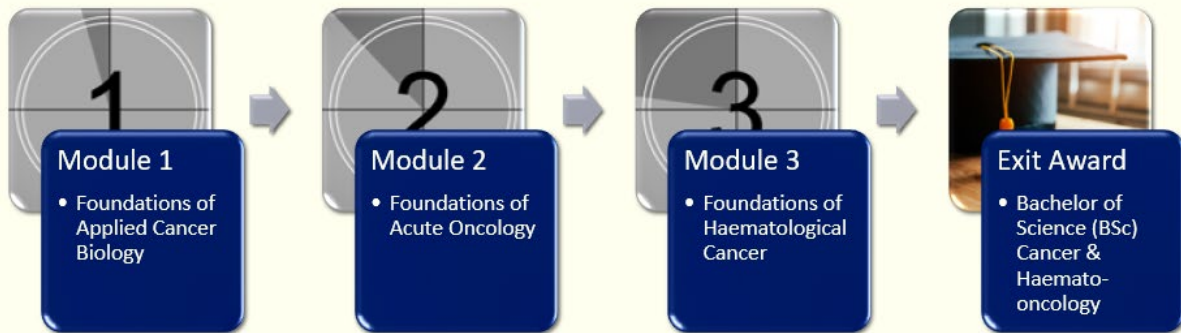 1
Module 1
• Foundations of
Applied Cancer
Biology
2
Module 2
• Foundations of
Acute Oncology
3
Module 3
• Foundations of
Haematological
Cancer
Exit Award
• Bachelor of
Science (BSc)
Cancer &
Haemato-
oncology